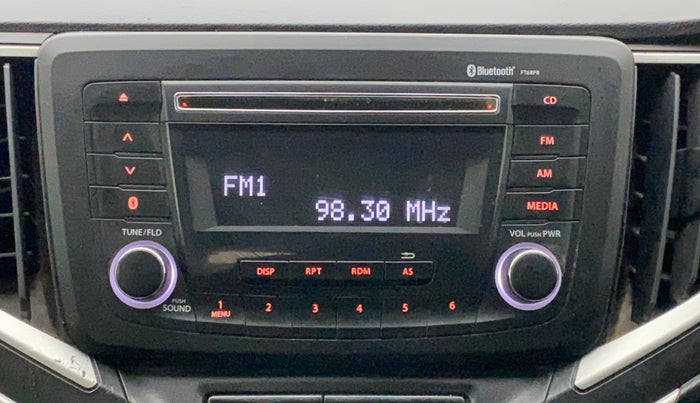 Bluetooth® FT68PB
CD
FM
AM
MEDIA
FM1
98.30 MHz
TUNE/FLD
VOL PUSH PWR
DISP RPT RDM AS
PUSH
SOUND
1 2 3 4 5 6
MENU